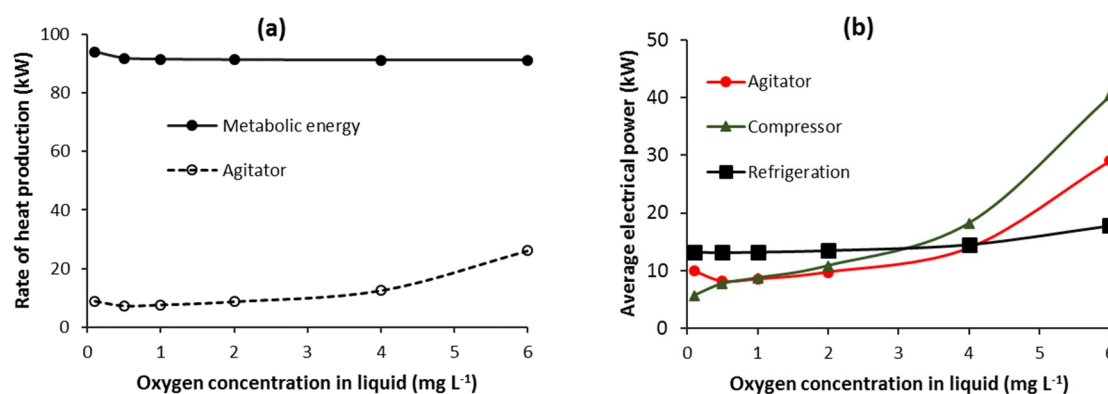 (a)
Rate of heat production (kW)
100
80
60
40
20
0
Metabolic energy
Agitator
0 1 2 3 4 5 6
Oxygen concentration in liquid (mg L-1)
(b)
Average electrical power (kW)
50
40
30
20
10
0
Agitator
Compressor
Refrigeration
0 1 2 3 4 5 6
Oxygen concentration in liquid (mg L-1)